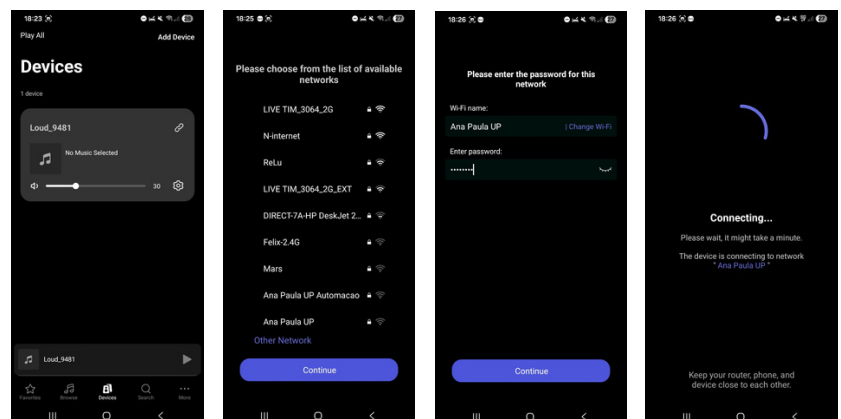 18:23
27
Play All
Add Device
Devices
1 device
Loud_9481
No Music Selected
30
Loud_9481
Favorites
Browse
Devices
Search
More
18:25
27
Please choose from the list of available
networks
LIVE TIM_3064_2G
N-internet
ReLu
LIVE TIM_3064_2G_EXT
DIRECT-7A-HP DeskJet 2...
Felix-2.4G
Mars
Ana Paula UP Automacao
Ana Paula UP
Other Network
Continue
18:26
27
Please enter the password for this
network
Wi-Fi name:
Ana Paula UP
| Change Wi-Fi
Enter password:
••••••••
Continue
18:26
27
Connecting...
Please wait, it might take a minute.
The device is connecting to network
" Ana Paula UP "
Keep your router, phone, and
device close to each other.